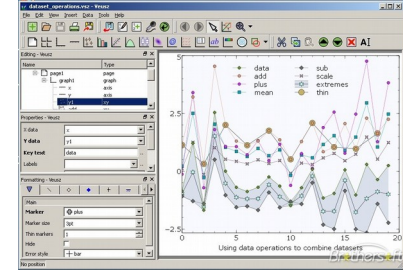 dataset_operations.vsz - Veusz
File Edit View Insert Data Tools Help
Editing - Veusz
Name Type
page1 page
graph1 graph
x axis
y axis
y1 xy
Properties - Veusz
X data x
Y data y1
Key text data
Labels
Formatting - Veusz
Main
Marker plus
Marker size 3pt
Thin markers 1
Hide
Error style bar
No position
data
add
plus
mean
sub
scale
extremes
thin
5
2.5
0
−2.5
0 5 10 15 20
Using data operations to combine datasets
Brothersoft